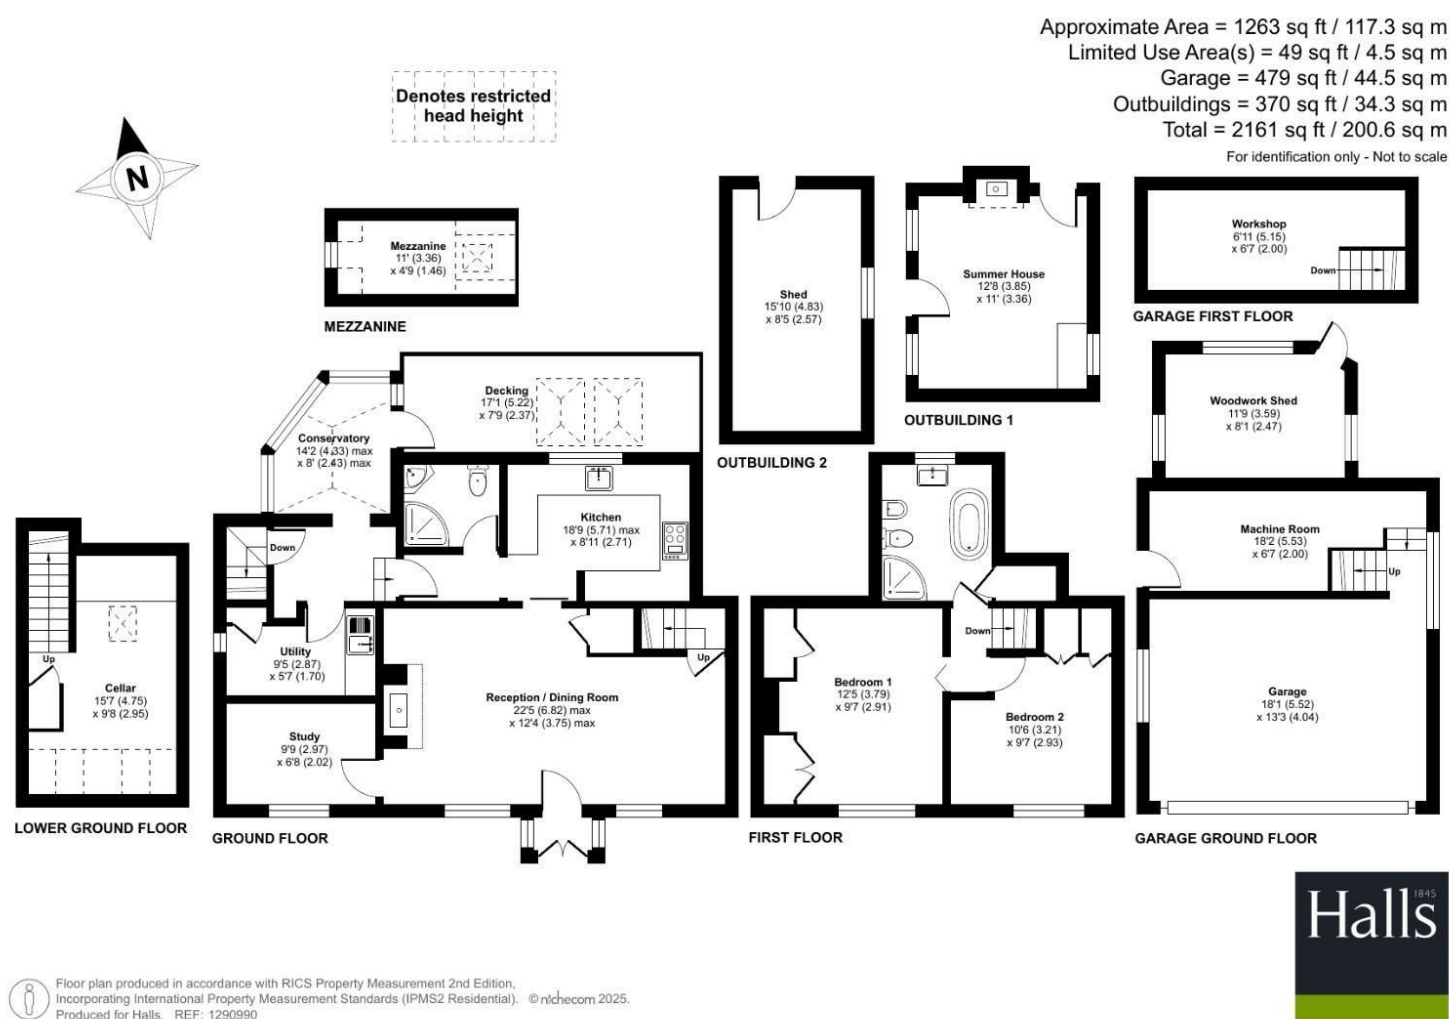 Approximate Area = 1263 sq ft / 117.3 sq m
Limited Use Area(s) = 49 sq ft / 4.5 sq m
Garage = 479 sq ft / 44.5 sq m
Outbuildings = 370 sq ft / 34.3 sq m
Total = 2161 sq ft / 200.6 sq m
For identification only - Not to scale
Denotes restricted
head height
N
Mezzanine
11' (3.36)
x 4'9 (1.46)
MEZZANINE
Shed
15'10 (4.83)
x 8'5 (2.57)
OUTBUILDING 2
Summer House
12'8 (3.85)
x 11' (3.36)
OUTBUILDING 1
Workshop
6'11 (5.15)
x 6'7 (2.00)
Down
GARAGE FIRST FLOOR
Up
Cellar
15'7 (4.75)
x 9'8 (2.95)
LOWER GROUND FLOOR
Decking
17'1 (5.22)
x 7'9 (2.37)
Conservatory
14'2 (4.33) max
x 8' (2.43) max
Kitchen
18'9 (5.71) max
x 8'11 (2.71)
Down
Utility
9'5 (2.87)
x 5'7 (1.70)
Up
Reception / Dining Room
22'5 (6.82) max
x 12'4 (3.75) max
Study
9'9 (2.97)
x 6'8 (2.02)
GROUND FLOOR
Down
Bedroom 1
12'5 (3.79)
x 9'7 (2.91)
Bedroom 2
10'6 (3.21)
x 9'7 (2.93)
FIRST FLOOR
Woodwork Shed
11'9 (3.59)
x 8'1 (2.47)
Machine Room
18'2 (5.53)
x 6'7 (2.00)
Up
Garage
18'1 (5.52)
x 13'3 (4.04)
GARAGE GROUND FLOOR
1845
Halls
Floor plan produced in accordance with RICS Property Measurement 2nd Edition,
Incorporating International Property Measurement Standards (IPMS2 Residential). © nichecom 2025.
Produced for Halls. REF: 1290990